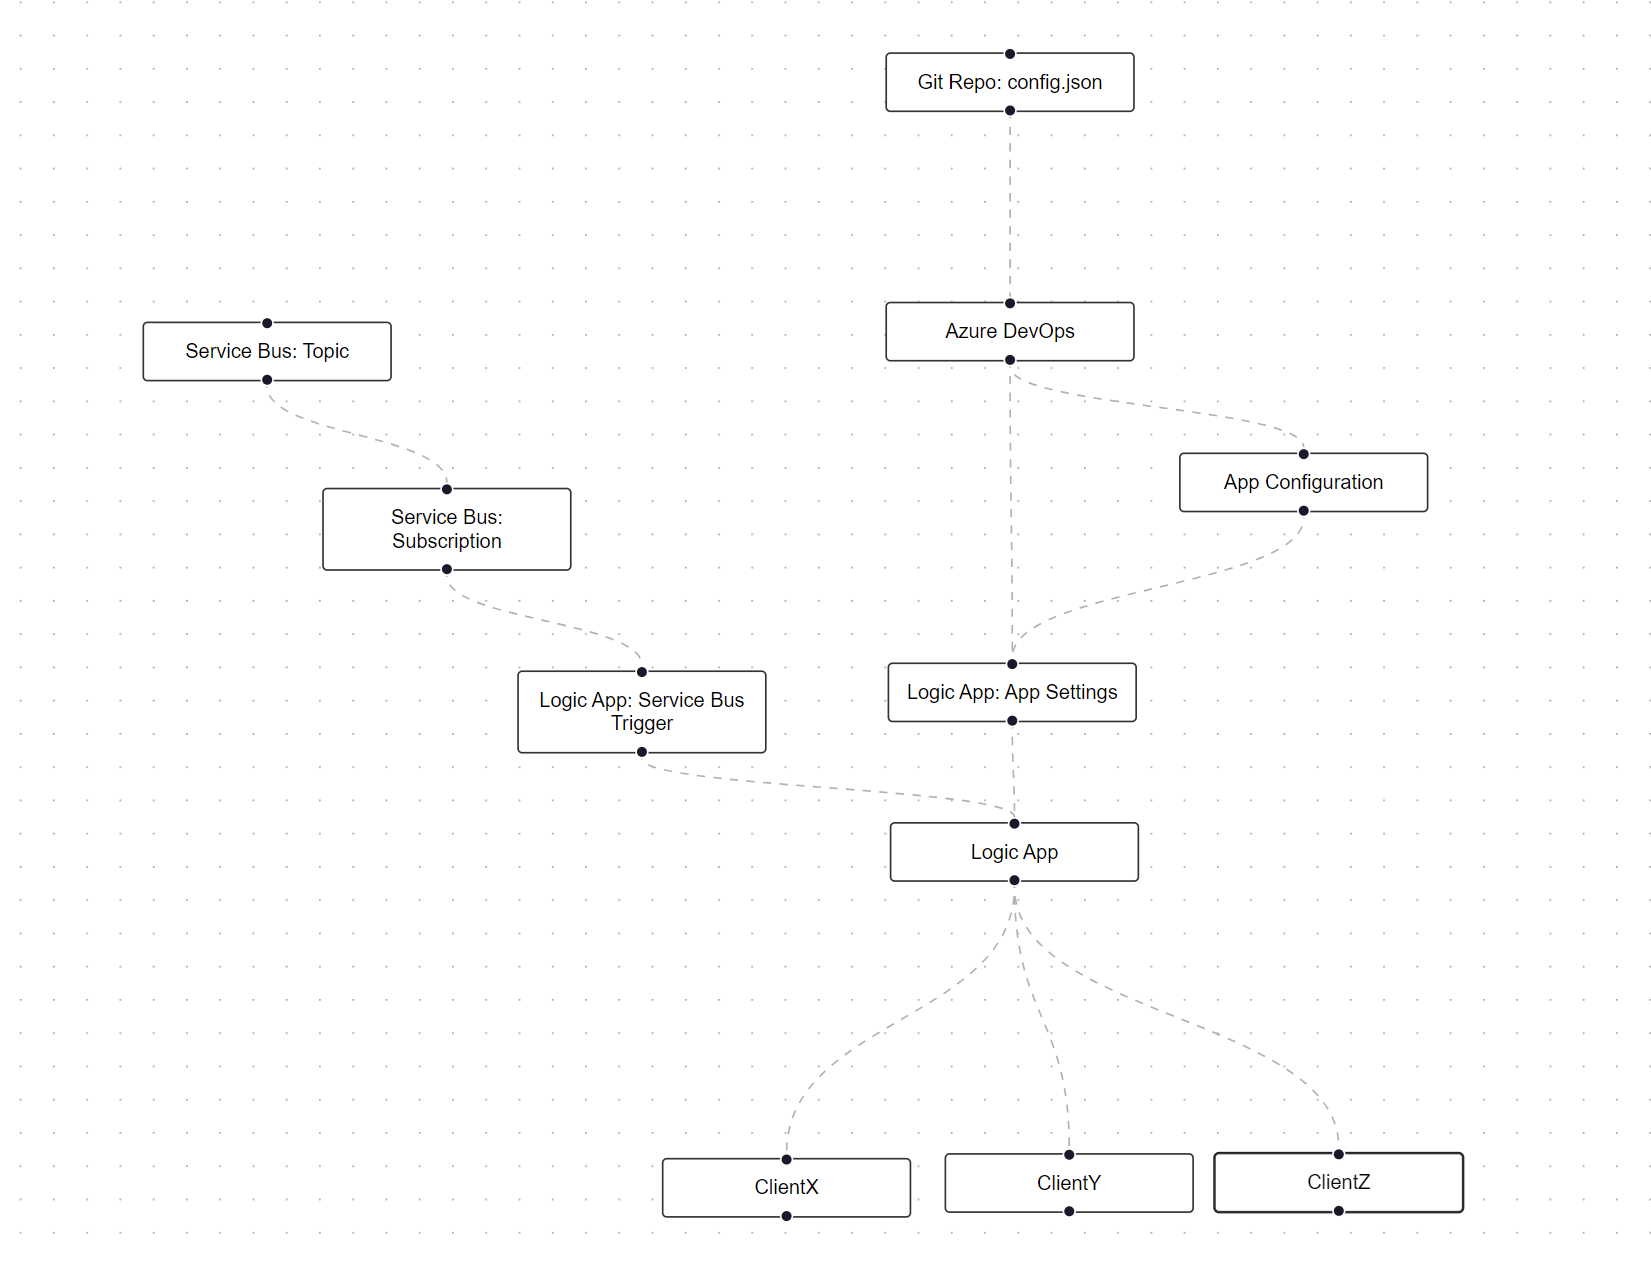 Git Repo: config.json
Azure DevOps
Service Bus: Topic
App Configuration
Service Bus:
Subscription
Logic App: Service Bus
Trigger
Logic App: App Settings
Logic App
ClientX
ClientY
ClientZ